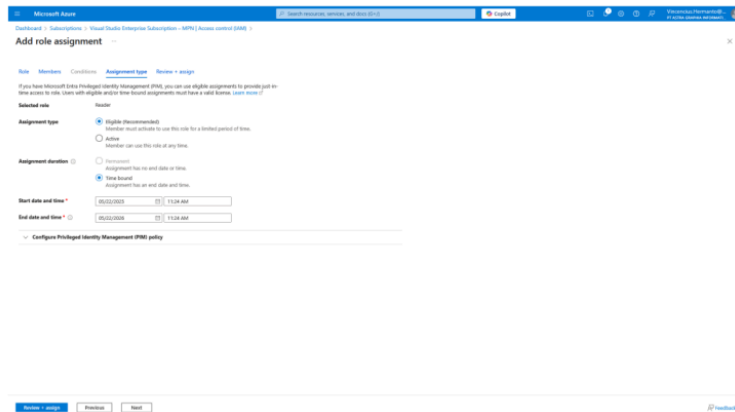 Microsoft Azure
Search resources, services, and docs (G+/)
Copilot
Dashboard > Subscriptions > Visual Studio Enterprise Subscription – MPN | Access control (IAM) >
Add role assignment ...
Role Members Conditions Assignment type Review + assign
If you have Microsoft Entra Privileged Identity Management (PIM), you can use eligible assignments to provide just-in-
time access to role. Users with eligible and/or time-bound assignments must have a valid license. Learn more
Selected role Reader
Assignment type Eligible (Recommended)
Member must activate to use this role for a limited period of time.
Active
Member can use this role at any time.
Assignment duration Permanent
Assignment has no end date or time.
Time bound
Assignment has an end date and time.
Start date and time * 05/02/2025 11:24 AM
End date and time * 05/02/2026 11:24 AM
Configure Privileged Identity Management (PIM) policy
Review + assign Previous Next
Feedback